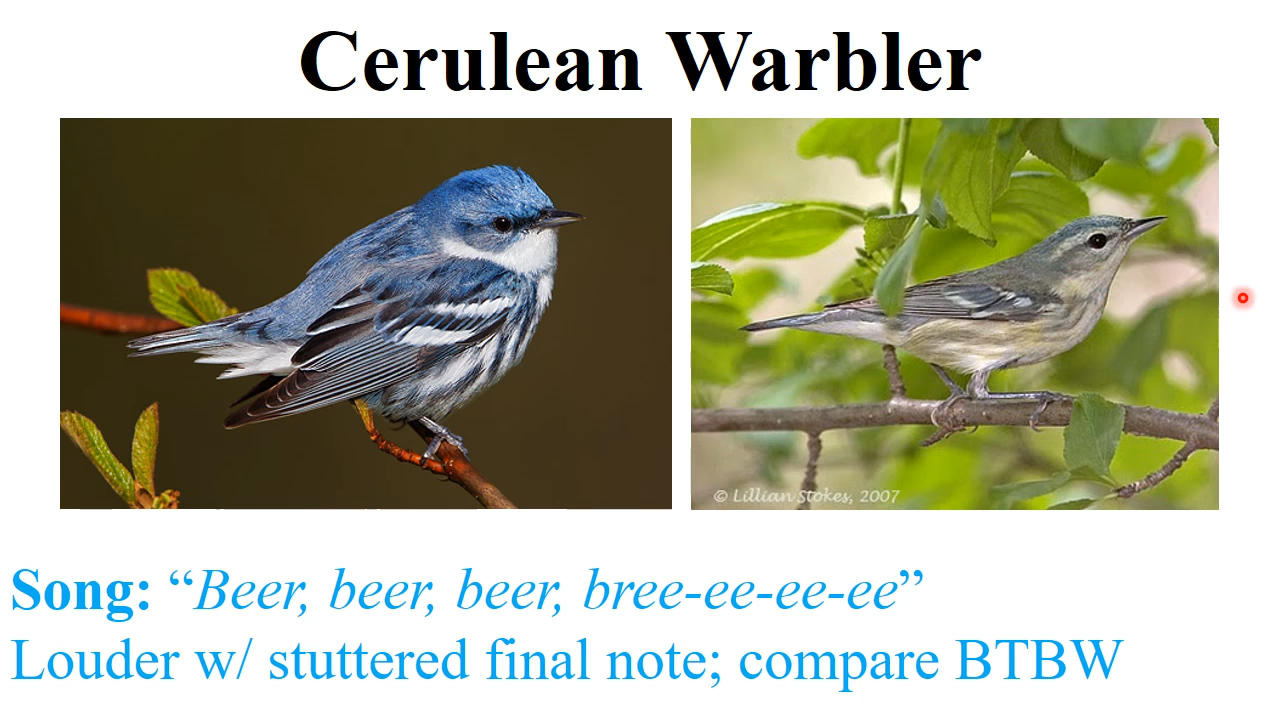 Cerulean Warbler
© Lillian Stokes, 2007
Song: “Beer, beer, beer, bree-ee-ee-ee”
Louder w/ stuttered final note; compare BTBW